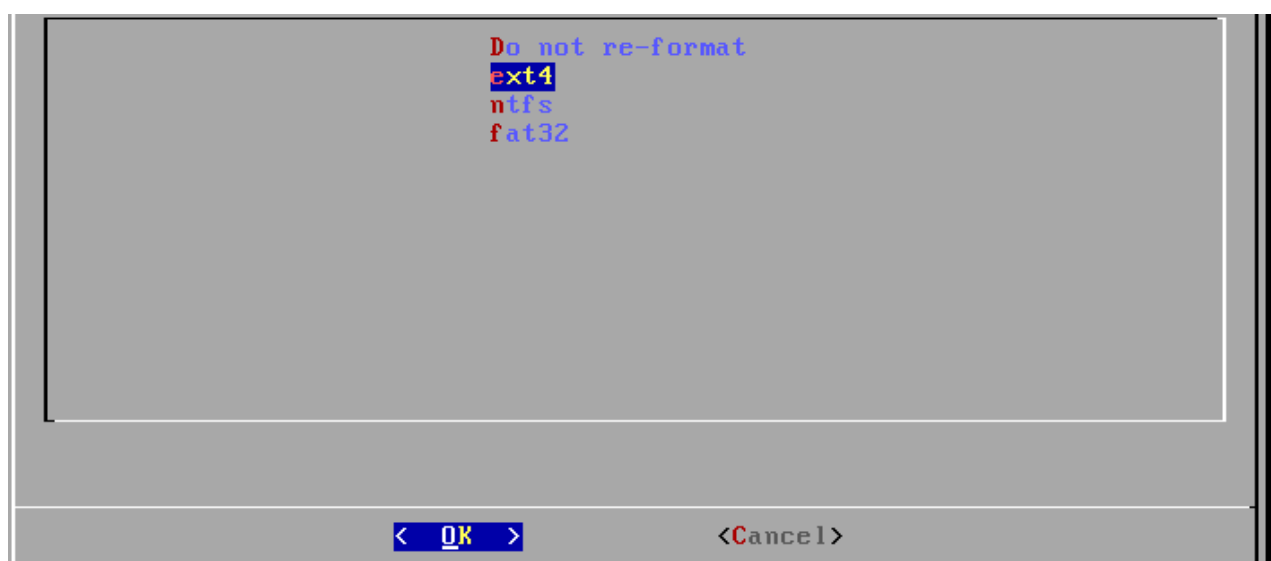 Do not re-format
ext4
ntfs
fat32
< OK > <Cancel>